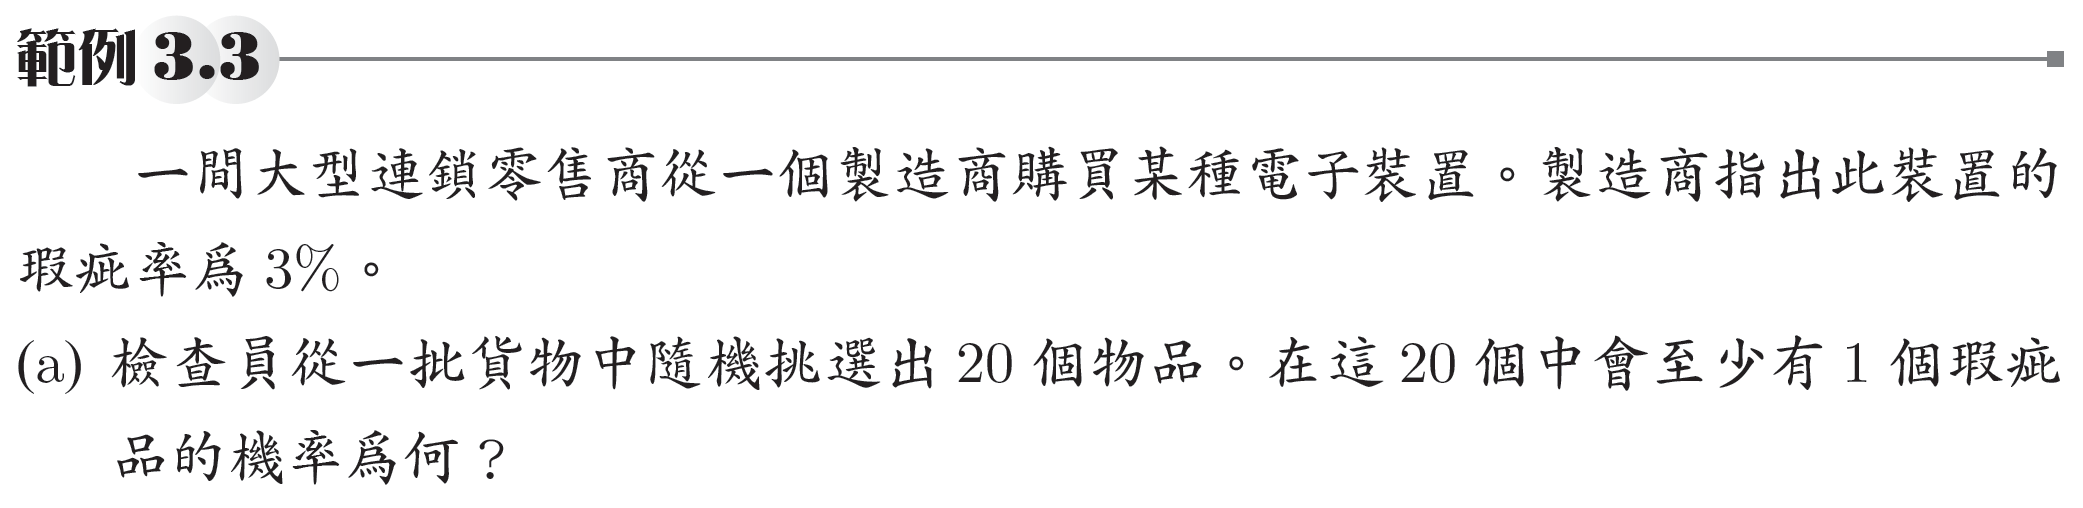 範例 3.3
一間大型連鎖零售商從一個製造商購買某種電子裝置。製造商指出此裝置的
瑕疵率為 3%。
(a) 檢查員從一批貨物中隨機挑選出 20 個物品。在這 20 個中會至少有 1 個瑕疵
品的機率為何?